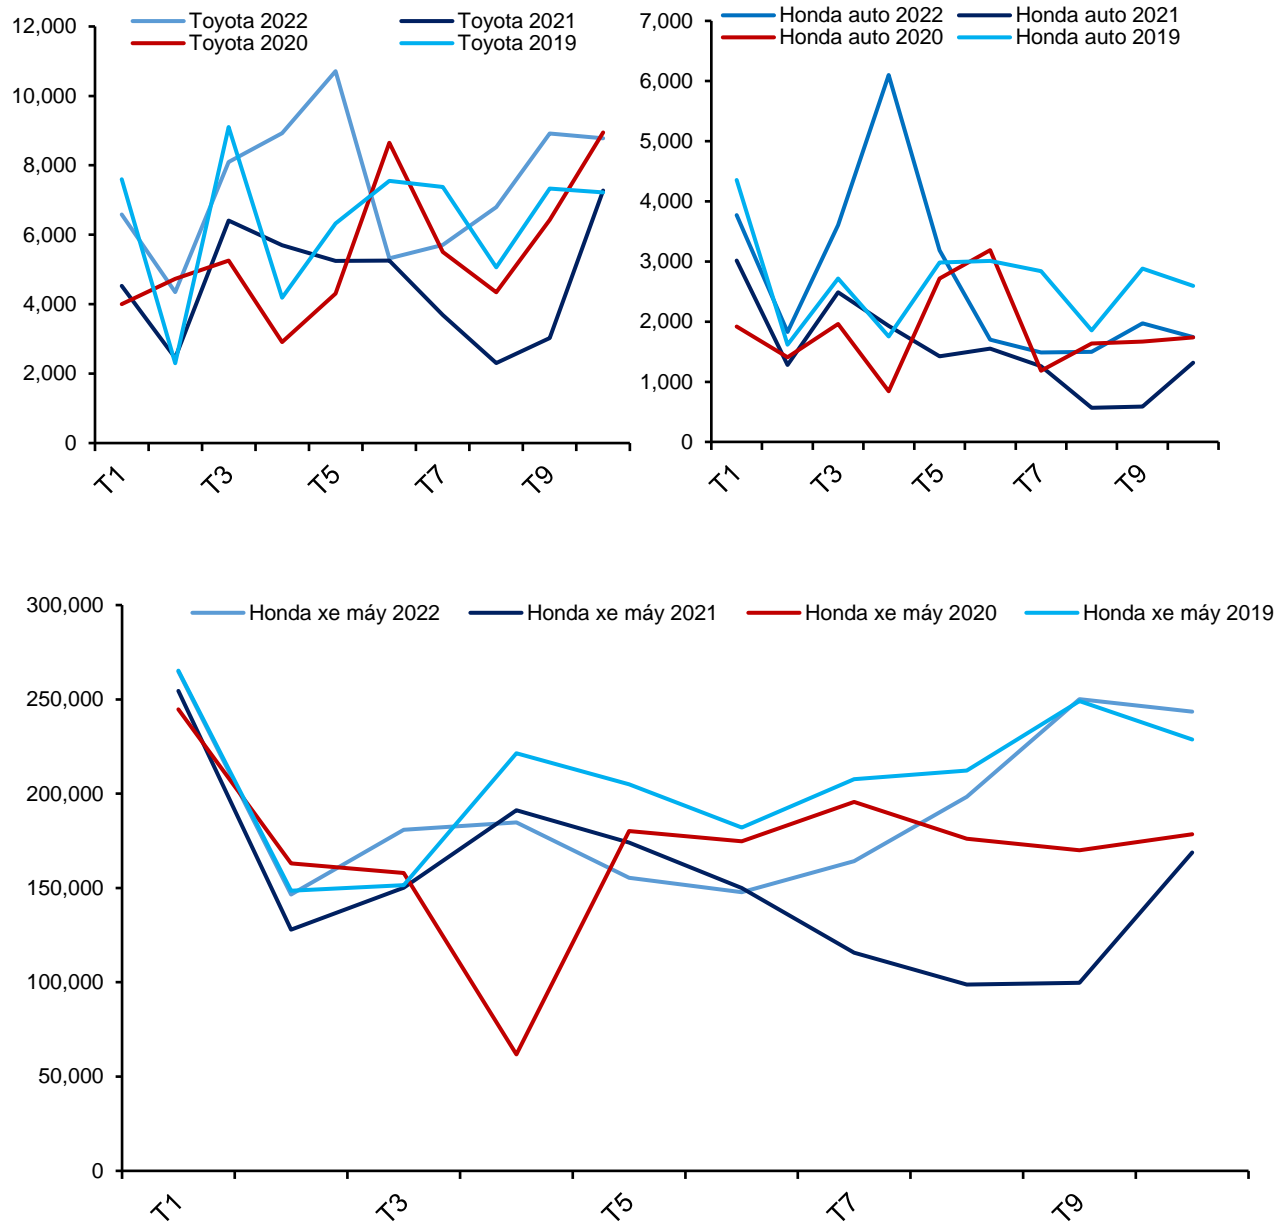 Toyota 2022 Toyota 2021
Toyota 2020 Toyota 2019
12,000
10,000
8,000
6,000
4,000
2,000
0
T1 T3 T5 T7 T9
Honda auto 2022 Honda auto 2021
Honda auto 2020 Honda auto 2019
7,000
6,000
5,000
4,000
3,000
2,000
1,000
0
T1 T3 T5 T7 T9
Honda xe máy 2022 Honda xe máy 2021 Honda xe máy 2020 Honda xe máy 2019
300,000
250,000
200,000
150,000
100,000
50,000
0
T1 T3 T5 T7 T9